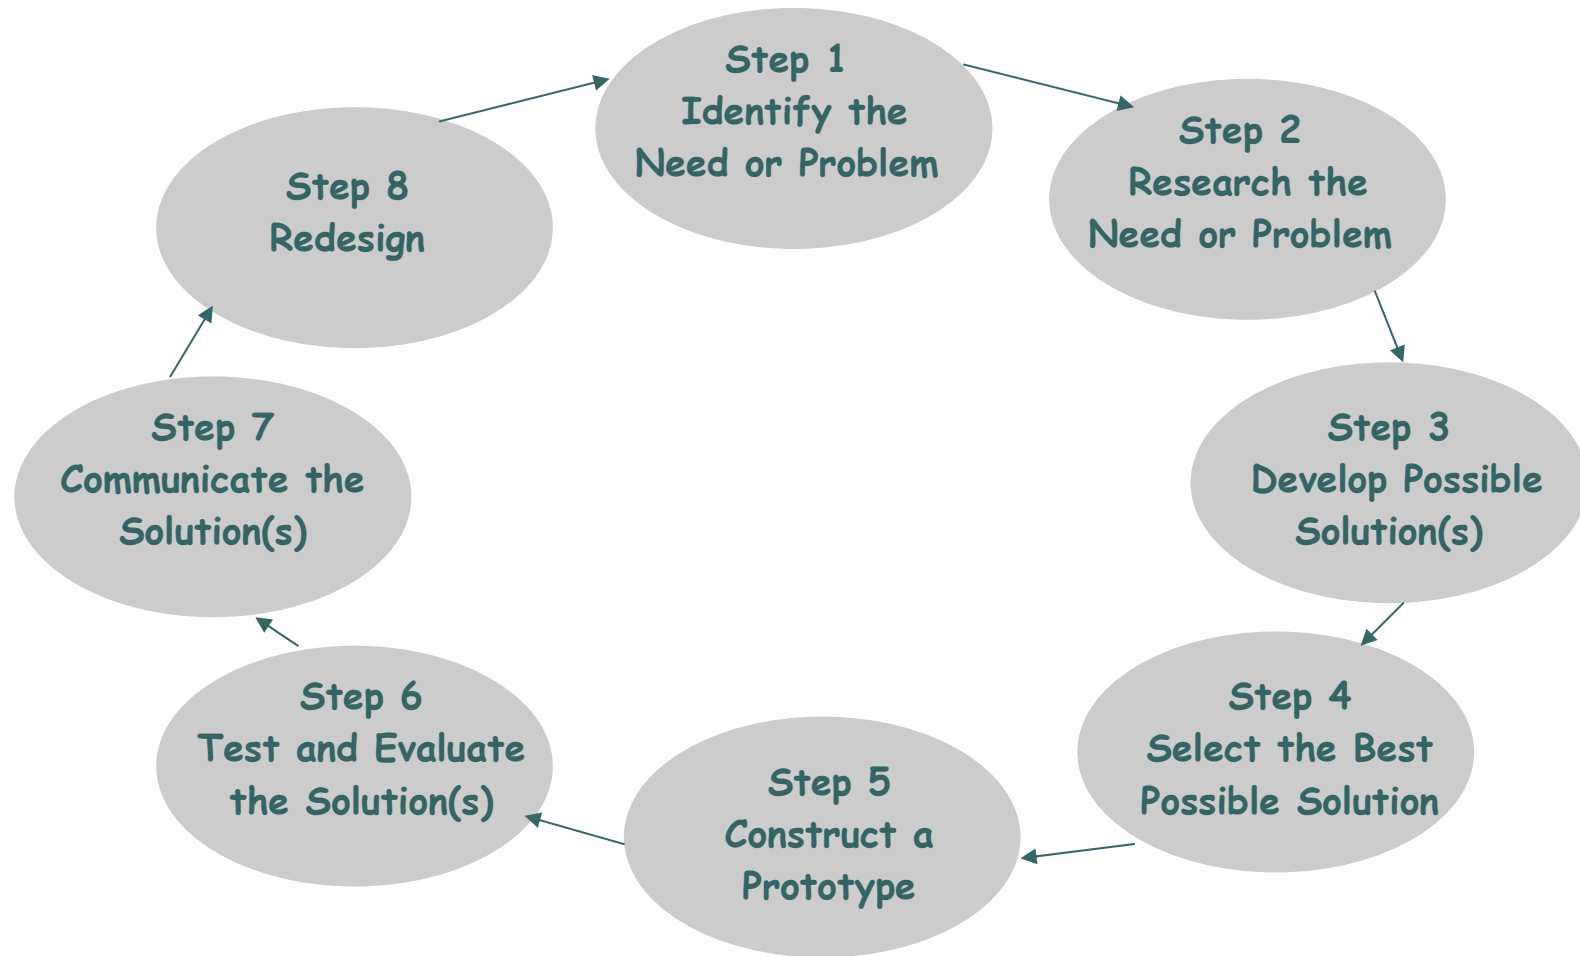 Step 1
Identify the
Need or Problem
Step 2
Research the
Need or Problem
Step 3
Develop Possible
Solution(s)
Step 4
Select the Best
Possible Solution
Step 5
Construct a
Prototype
Step 6
Test and Evaluate
the Solution(s)
Step 7
Communicate the
Solution(s)
Step 8
Redesign